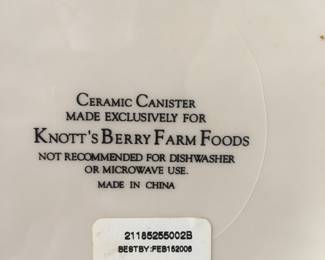 CERAMIC CANISTER
MADE EXCLUSIVELY FOR
KNOTT'S BERRY FARM FOODS
NOT RECOMMENDED FOR DISHWASHER
OR MICROWAVE USE.
MADE IN CHINA
21185255002B
BESTBY:FEB152006